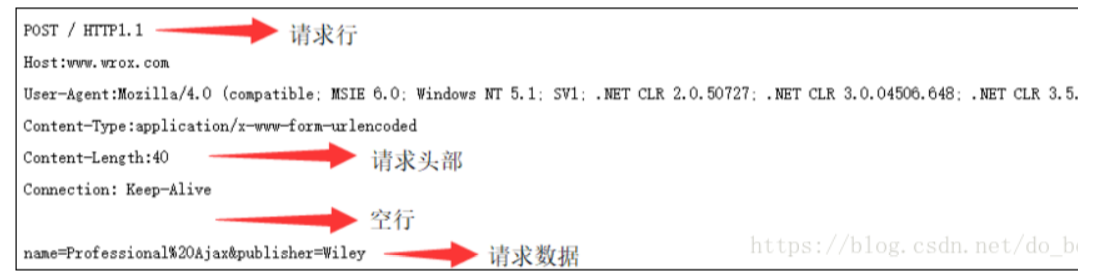 POST / HTTP1.1 请求行
Host:www.wrox.com
User-Agent:Mozilla/4.0 (compatible; MSIE 6.0; Windows NT 5.1; SV1; .NET CLR 2.0.50727; .NET CLR 3.0.04506.648; .NET CLR 3.5.
Content-Type:application/x-www-form-urlencoded
Content-Length:40 请求头部
Connection: Keep-Alive
空行
name=Professional%20Ajax&publisher=Wiley 请求数据
https://blog.csdn.net/do_b